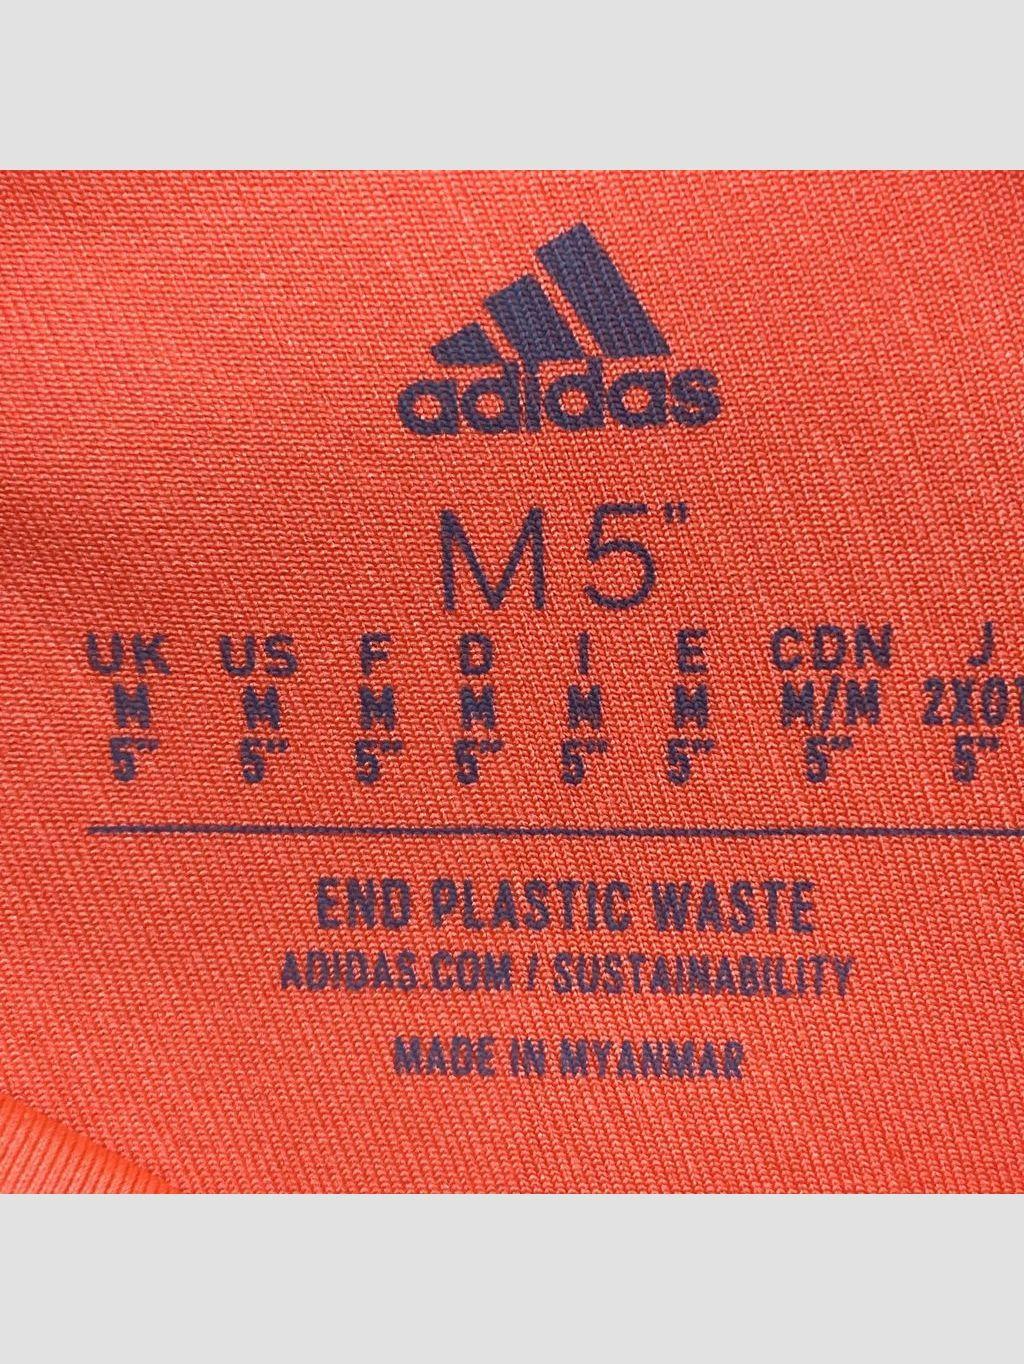 adidas
M 5"
UK US F D I E CDN J
M M M M M M M/M
5" 5" 5" 5" 5" 5" 5" 5"
END PLASTIC WASTE
ADIDAS.COM / SUSTAINABILITY
MADE IN MYANMAR